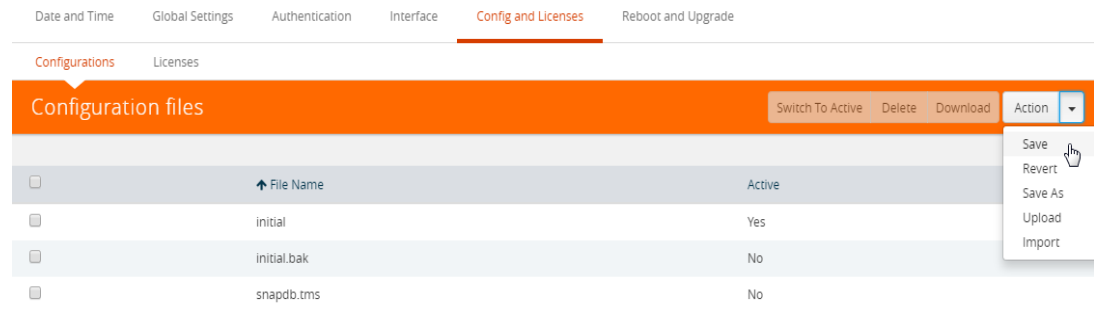 Date and Time Global Settings Authentication Interface Config and Licenses Reboot and Upgrade
Configurations Licenses
Configuration files Switch To Active Delete Download Action
Save
Revert
Save As
Upload
Import
File Name Active
initial Yes
initial.bak No
snapdb.tms No